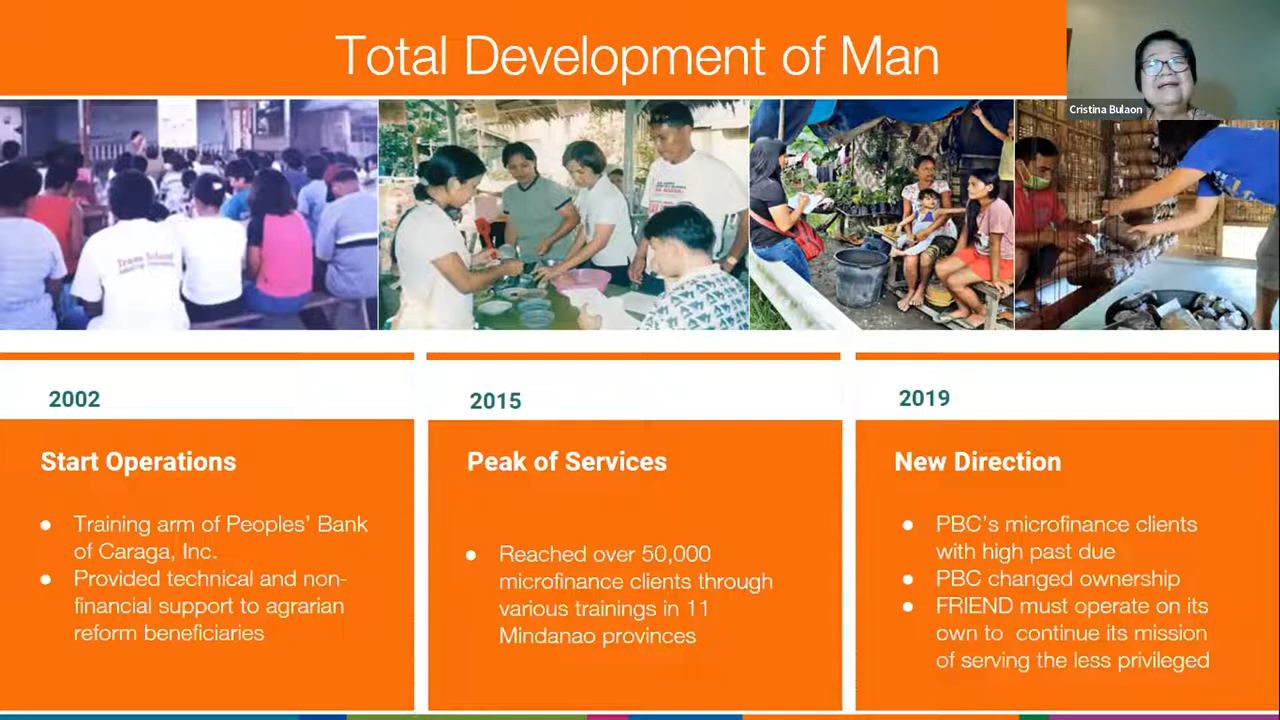 Total Development of Man
Cristina Bulaon
2002
Start Operations
● Training arm of Peoples' Bank
of Caraga, Inc.
● Provided technical and non-
financial support to agrarian
reform beneficiaries
2015
Peak of Services
● Reached over 50,000
microfinance clients through
various trainings in 11
Mindanao provinces
2019
New Direction
● PBC's microfinance clients
with high past due
● PBC changed ownership
● FRIEND must operate on its
own to continue its mission
of serving the less privileged